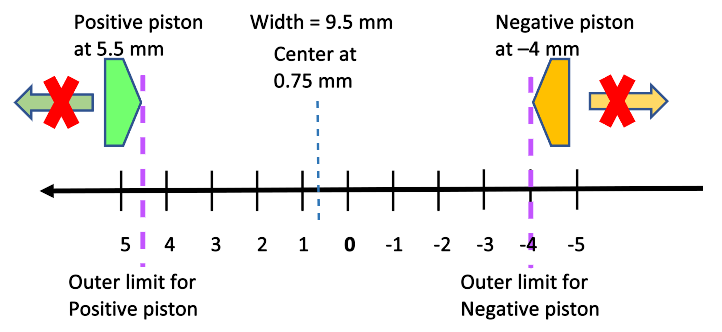 Positive piston
at 5.5 mm
Width = 9.5 mm
Center at
0.75 mm
Negative piston
at –4 mm
5 4 3 2 1 0 -1 -2 -3 -4 -5
Outer limit for
Positive piston
Outer limit for
Negative piston